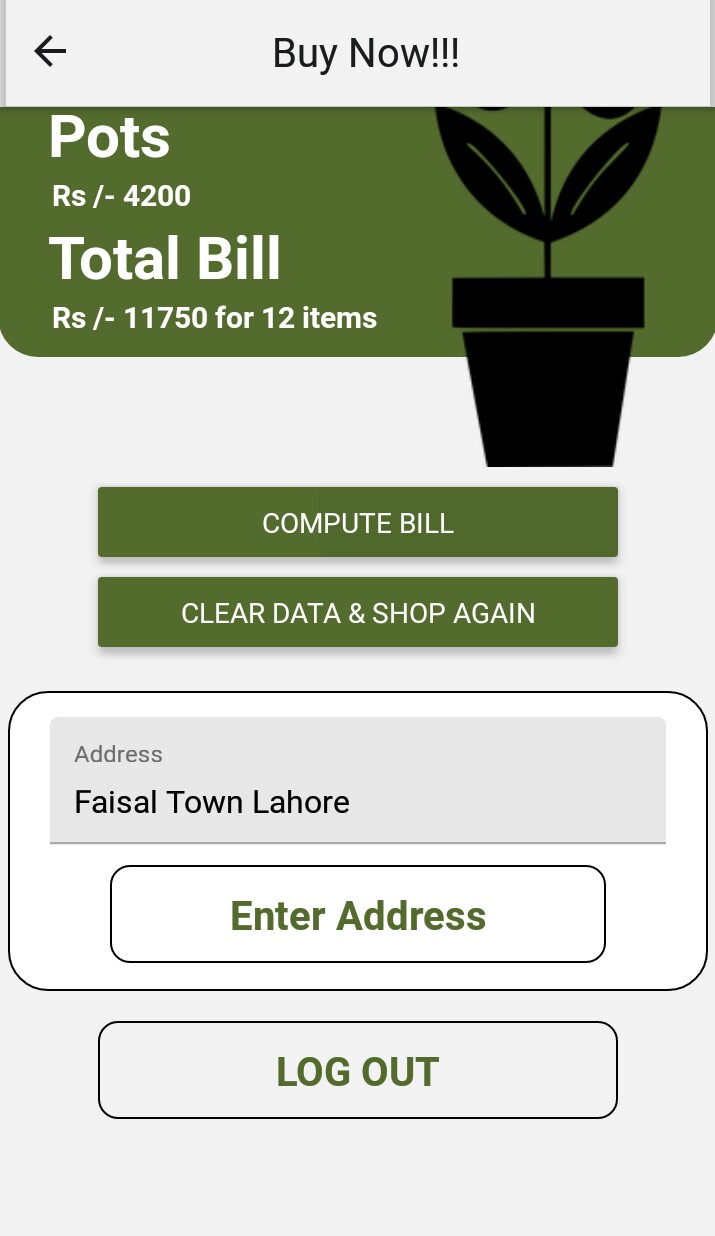 Buy Now!!!
Pots
Rs /- 4200
Total Bill
Rs /- 11750 for 12 items
COMPUTE BILL
CLEAR DATA & SHOP AGAIN
Address
Faisal Town Lahore
Enter Address
LOG OUT